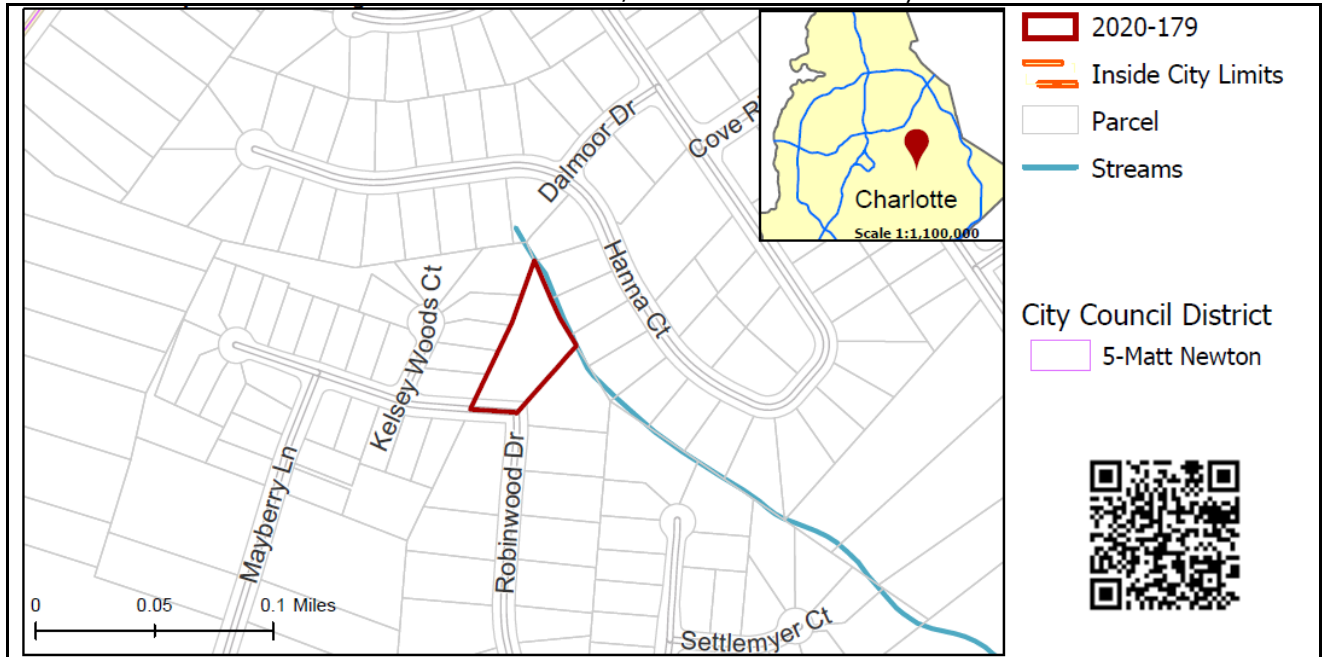 2020-179
Inside City Limits
Parcel
Streams
City Council District
5-Matt Newton
Charlotte
Scale 1:1,100,000
Dalmoor Dr
Cove R
Hanna Ct
Kelsey Woods Ct
Mayberry Ln
Robinwood Dr
Settlemyer Ct
0
0.05
0.1 Miles